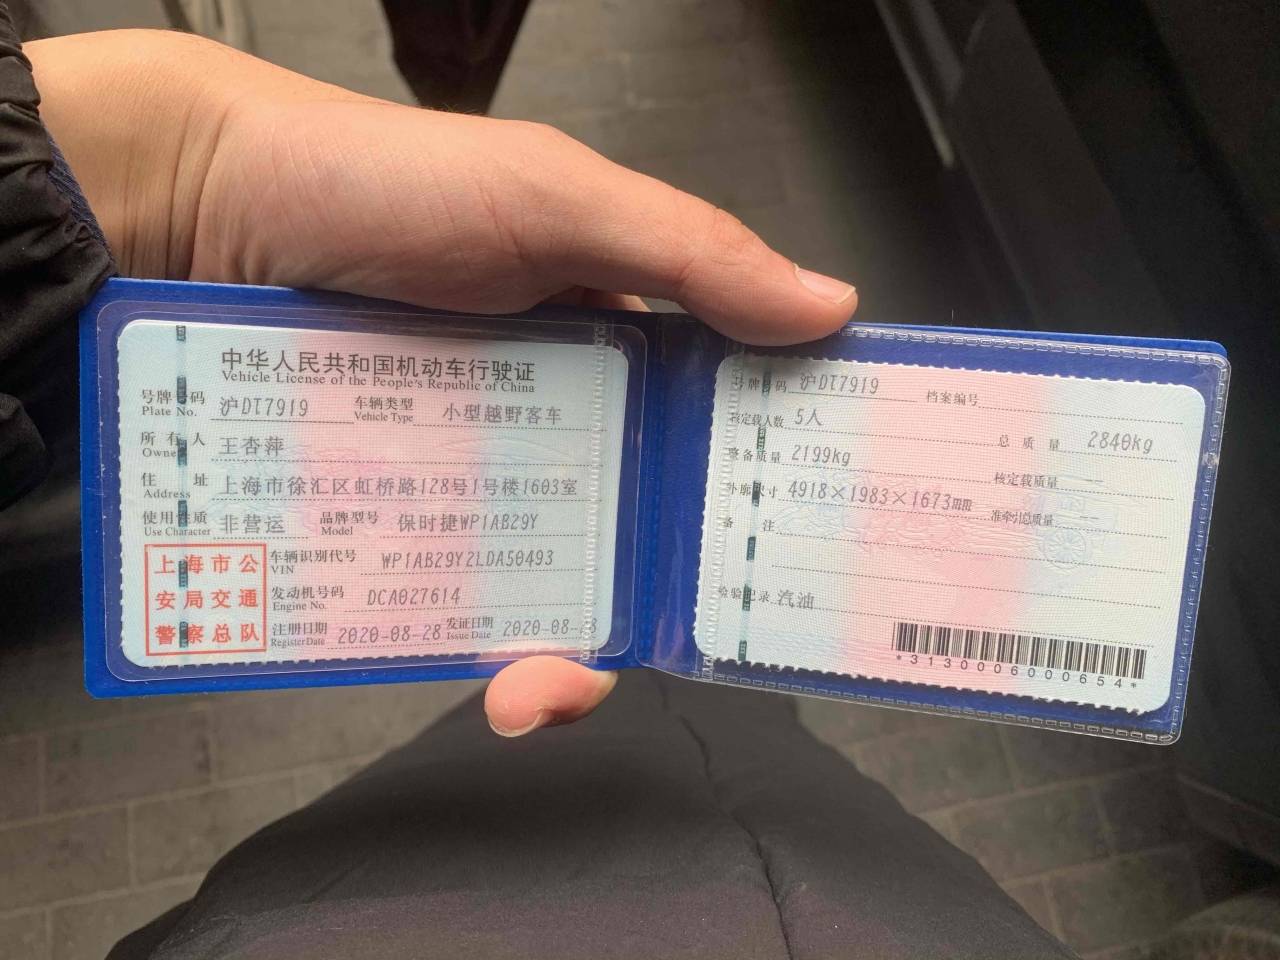 中华人民共和国机动车行驶证
Vehicle License of the People's Republic of China
号牌号码 沪DT7919 车辆类型 小型越野客车
Plate No. Vehicle Type
所有人 王杏萍
Owner
住址 上海市徐汇区虹桥路128号1号楼1603室
Address
使用性质 非营运 品牌型号 保时捷WP1AB29Y
Use Character Model
上海市公
安局交通
警察总队
车辆识别代号 WP1AB29Y2LDA50493
VIN
发动机号码 DCA027614
Engine No.
注册日期 2020-08-28 发证日期 2020-08-28
Register Date Issue Date
号牌号码 沪DT7919 档案编号
核定载人数 5人 总质量 2840kg
整备质量 2199kg 核定载质量 —
外廓尺寸 4918×1983×1673mm 准牵引总质量 —
备注
检验记录 汽油
*3130006000654*